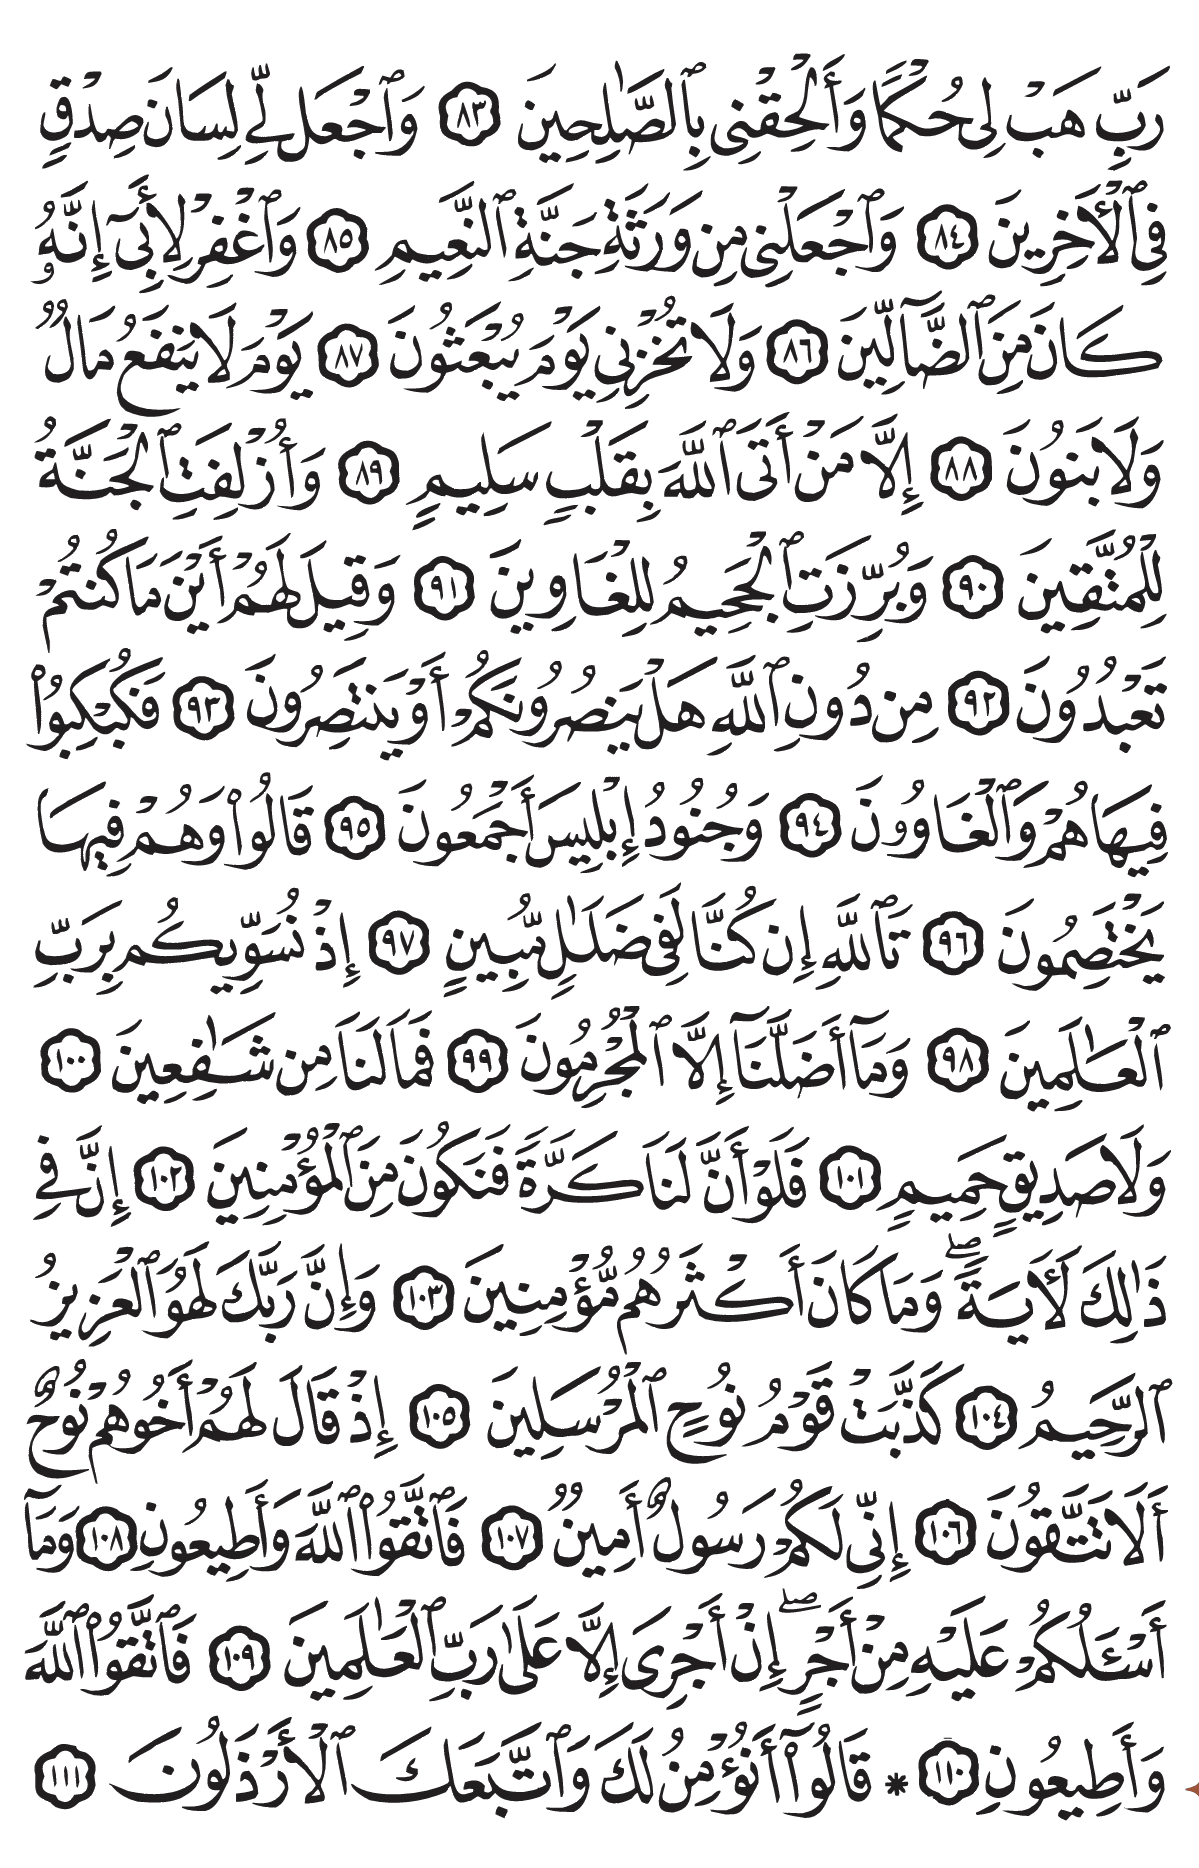 رَبِّ هَبْ لِى حُكْمًا وَأَلْحِقْنِى بِٱلصَّٰلِحِينَ ٨٣ وَٱجْعَل لِّى لِسَانَ صِدْقٍ
فِى ٱلْأَخِرِينَ ٨٤ وَٱجْعَلْنِى مِن وَرَثَةِ جَنَّةِ ٱلنَّعِيمِ ٨٥ وَٱغْفِرْ لِأَبِىٓ إِنَّهُۥ
كَانَ مِنَ ٱلضَّآلِّينَ ٨٦ وَلَا تُخْزِنِى يَوْمَ يُبْعَثُونَ ٨٧ يَوْمَ لَا يَنفَعُ مَالٌ
وَلَا بَنُونَ ٨٨ إِلَّا مَنْ أَتَى ٱللَّهَ بِقَلْبٍ سَلِيمٍ ٨٩ وَأُزْلِفَتِ ٱلْجَنَّةُ
لِلْمُتَّقِينَ ٩٠ وَبُرِّزَتِ ٱلْجَحِيمُ لِلْغَاوِينَ ٩١ وَقِيلَ لَهُمْ أَيْنَ مَا كُنتُمْ
تَعْبُدُونَ ٩٢ مِن دُونِ ٱللَّهِ هَلْ يَنصُرُونَكُمْ أَوْ يَنتَصِرُونَ ٩٣ فَكُبْكِبُوا۟
فِيهَا هُمْ وَٱلْغَاوُۥنَ ٩٤ وَجُنُودُ إِبْلِيسَ أَجْمَعُونَ ٩٥ قَالُوا۟ وَهُمْ فِيهَا
يَخْتَصِمُونَ ٩٦ تَٱللَّهِ إِن كُنَّا لَفِى ضَلَٰلٍ مُّبِينٍ ٩٧ إِذْ نُسَوِّيكُم بِرَبِّ
ٱلْعَٰلَمِينَ ٩٨ وَمَآ أَضَلَّنَآ إِلَّا ٱلْمُجْرِمُونَ ٩٩ فَمَا لَنَا مِن شَٰفِعِينَ ١٠٠
وَلَا صَدِيقٍ حَمِيمٍ ١٠١ فَلَوْ أَنَّ لَنَا كَرَّةً فَنَكُونَ مِنَ ٱلْمُؤْمِنِينَ ١٠٢ إِنَّ فِى
ذَٰلِكَ لَأَيَةً ۖ وَمَا كَانَ أَكْثَرُهُم مُّؤْمِنِينَ ١٠٣ وَإِنَّ رَبَّكَ لَهُوَ ٱلْعَزِيزُ
ٱلرَّحِيمُ ١٠٤ كَذَّبَتْ قَوْمُ نُوحٍ ٱلْمُرْسَلِينَ ١٠٥ إِذْ قَالَ لَهُمْ أَخُوهُمْ نُوحٌ
أَلَا تَتَّقُونَ ١٠٦ إِنِّى لَكُمْ رَسُولٌ أَمِينٌ ١٠٧ فَٱتَّقُوا۟ ٱللَّهَ وَأَطِيعُونِ ١٠٨ وَمَآ
أَسْـَٔلُكُمْ عَلَيْهِ مِنْ أَجْرٍ ۖ إِنْ أَجْرِىَ إِلَّا عَلَىٰ رَبِّ ٱلْعَٰلَمِينَ ١٠٩ فَٱتَّقُوا۟ ٱللَّهَ
وَأَطِيعُونِ ١١٠ * قَالُوٓا۟ أَنُؤْمِنُ لَكَ وَٱتَّبَعَكَ ٱلْأَرْذَلُونَ ١١١